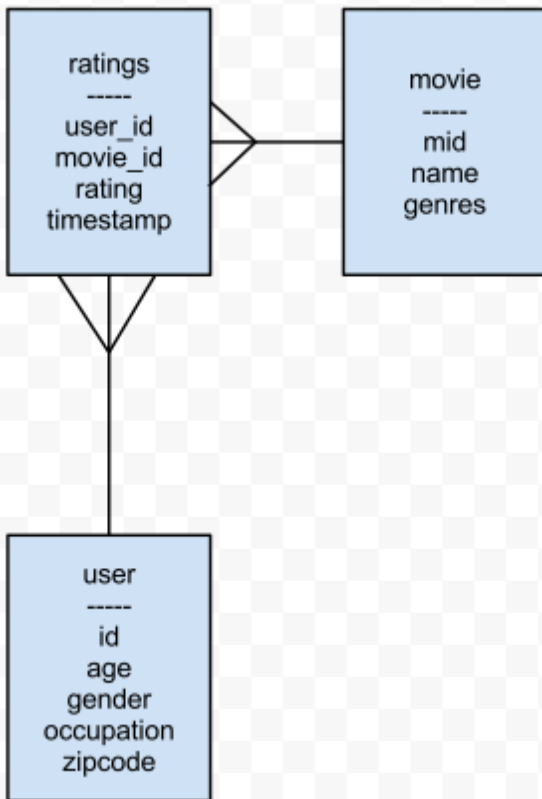 ratings
-----
user_id
movie_id
rating
timestamp
movie
-----
mid
name
genres
user
-----
id
age
gender
occupation
zipcode